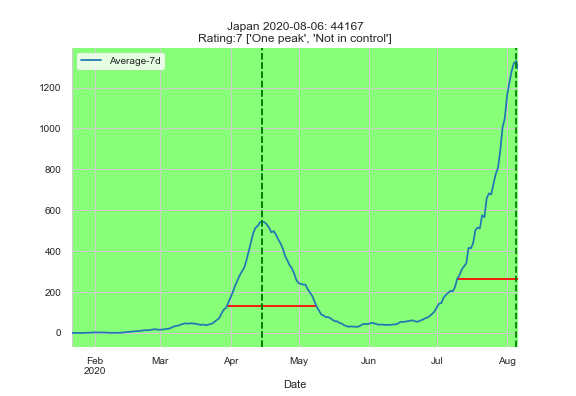 Japan 2020-08-06: 44167
Rating:7 ['One peak', 'Not in control']
Average-7d
1200
1000
800
600
400
200
0
Feb
2020
Mar
Apr
May
Jun
Jul
Aug
Date